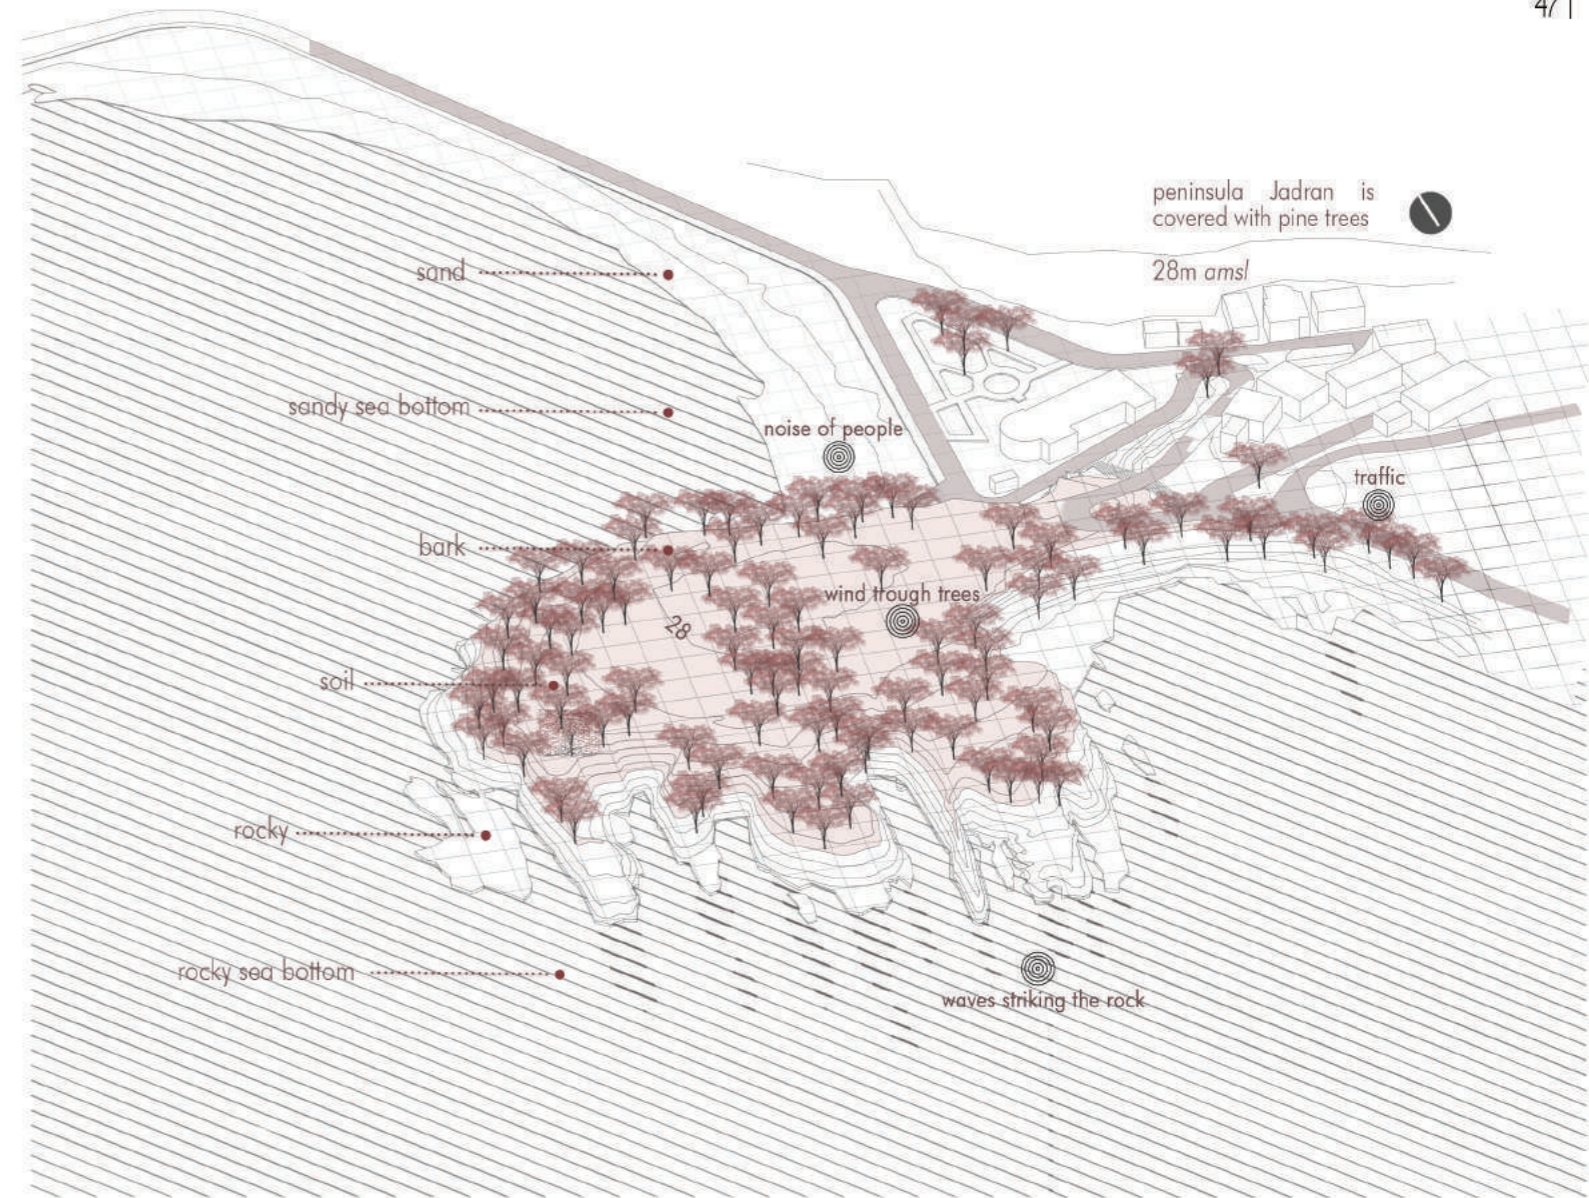 peninsula Jadran is
covered with pine trees
28m amsl
sand
sandy sea bottom
noise of people
traffic
bark
wind trough trees
28
soil
rocky
rocky sea bottom
waves striking the rock